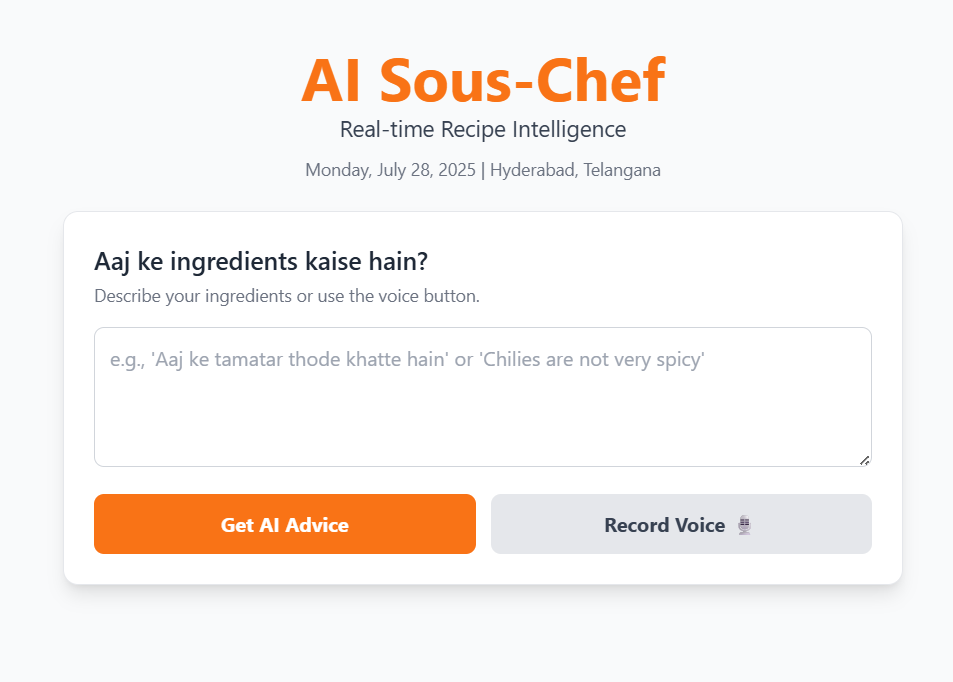 AI Sous-Chef
Real-time Recipe Intelligence
Monday, July 28, 2025 | Hyderabad, Telangana
Aaj ke ingredients kaise hain?
Describe your ingredients or use the voice button.
e.g., 'Aaj ke tamatar thode khatte hain' or 'Chilies are not very spicy'
Get AI Advice
Record Voice 🎙️